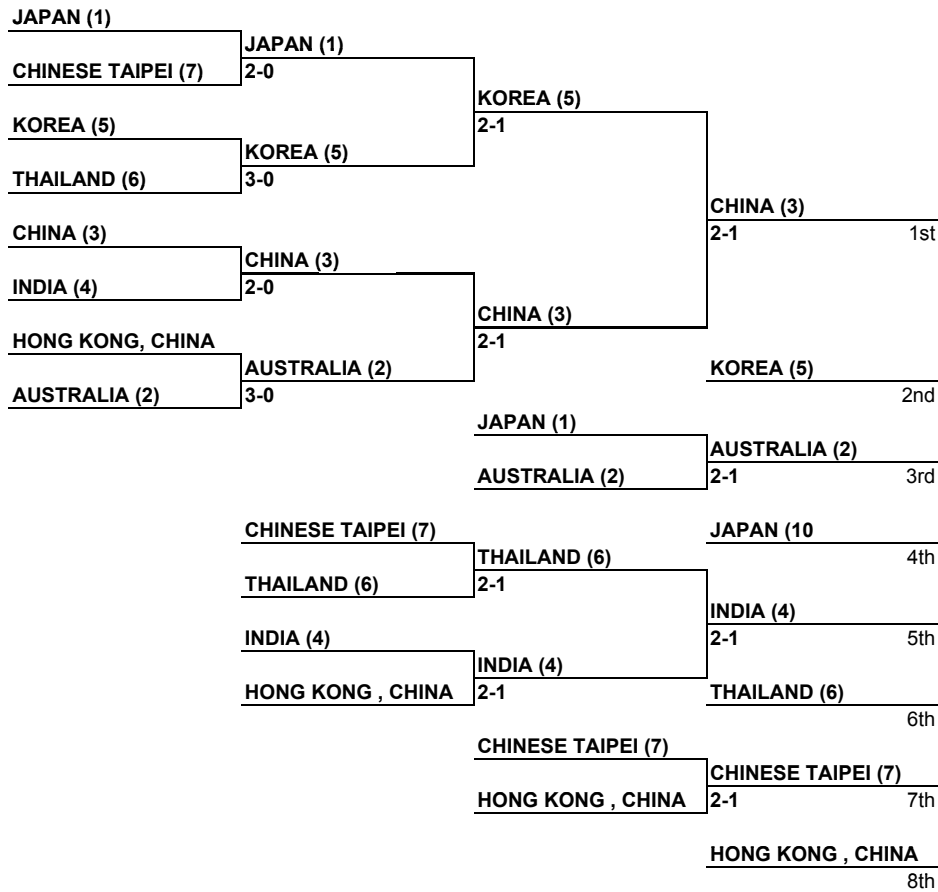 JAPAN (1)
JAPAN (1)
CHINESE TAIPEI (7)
2-0
KOREA (5)
2-1
KOREA (5)
KOREA (5)
THAILAND (6)
3-0
CHINA (3)
2-1
1st
CHINA (3)
CHINA (3)
INDIA (4)
2-0
CHINA (3)
2-1
HONG KONG, CHINA
AUSTRALIA (2)
AUSTRALIA (2)
3-0
KOREA (5)
2nd
JAPAN (1)
AUSTRALIA (2)
AUSTRALIA (2)
2-1
3rd
CHINESE TAIPEI (7)
JAPAN (10
4th
THAILAND (6)
THAILAND (6)
2-1
INDIA (4)
2-1
5th
INDIA (4)
INDIA (4)
HONG KONG , CHINA
2-1
THAILAND (6)
6th
CHINESE TAIPEI (7)
CHINESE TAIPEI (7)
HONG KONG , CHINA
2-1
7th
HONG KONG , CHINA
8th